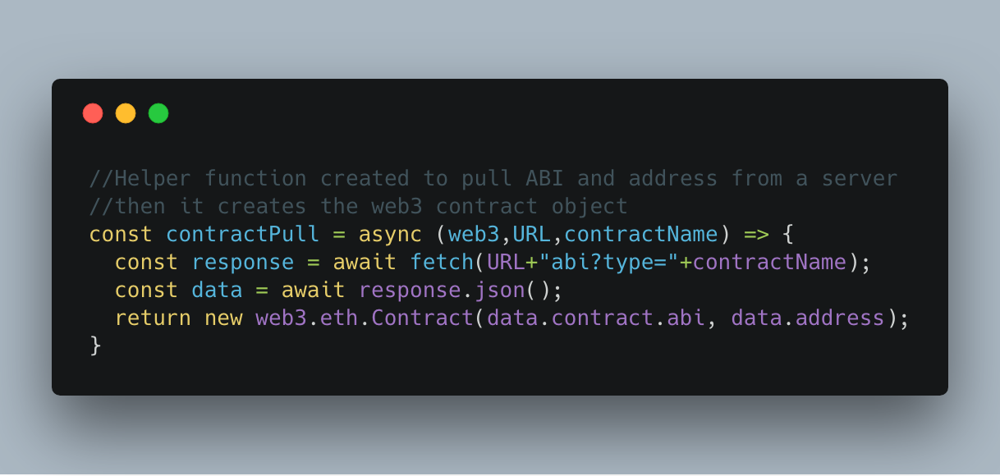 //Helper function created to pull ABI and address from a server
//then it creates the web3 contract object
const contractPull = async (web3,URL,contractName) => {
  const response = await fetch(URL+"abi?type="+contractName);
  const data = await response.json();
  return new web3.eth.Contract(data.contract.abi, data.address);
}